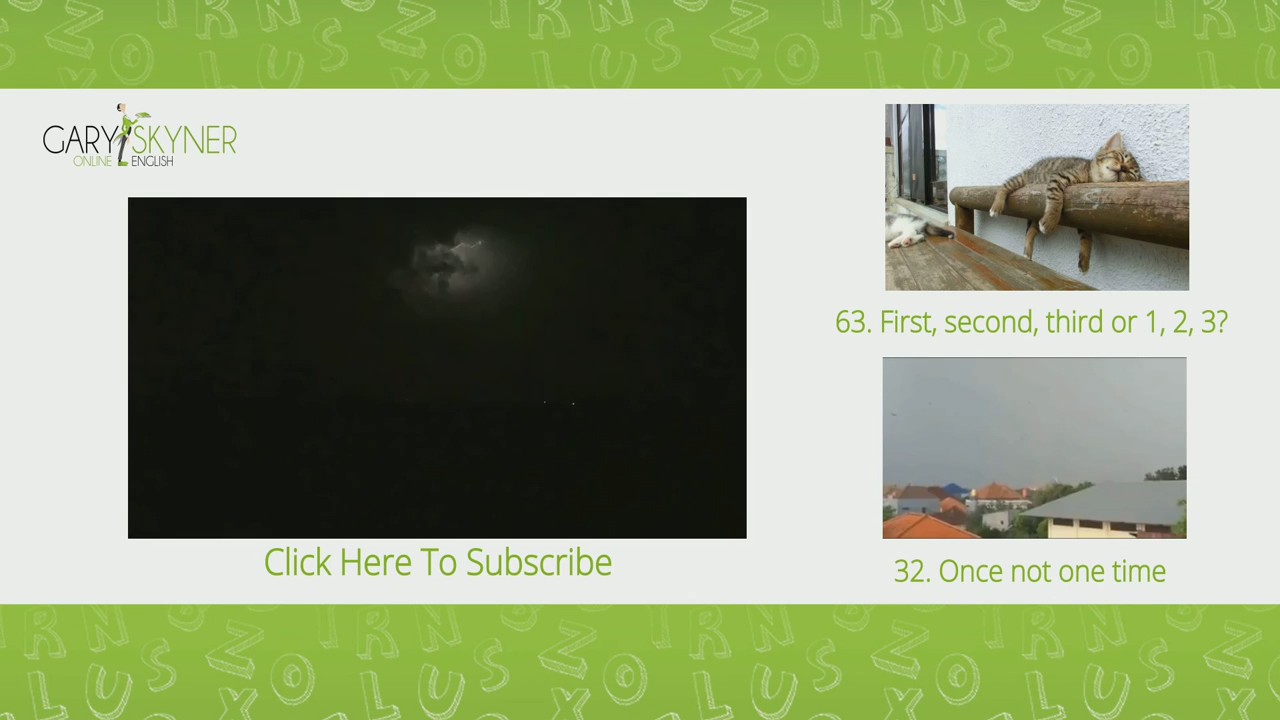 GARY SKYNER
ONLINE ENGLISH
63. First, second, third or 1, 2, 3?
Click Here To Subscribe
32. Once not one time